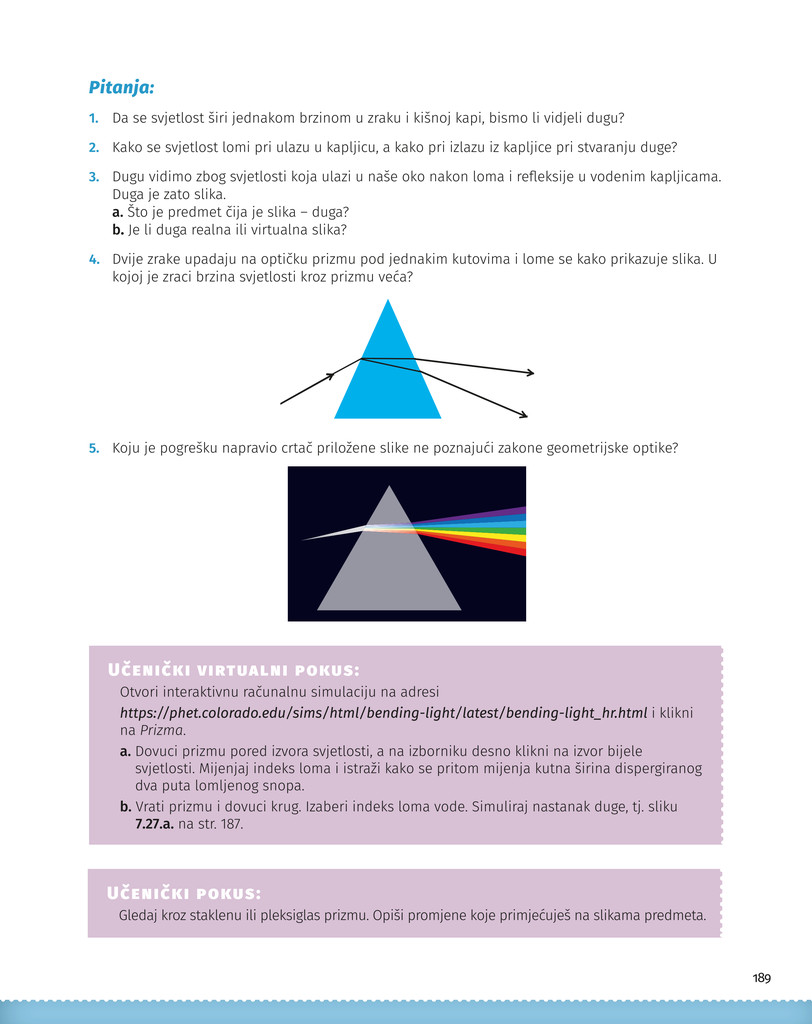 Pitanja:
1. Da se svjetlost širi jednakom brzinom u zraku i kišnoj kapi, bismo li vidjeli dugu?
2. Kako se svjetlost lomi pri ulazu u kapljicu, a kako pri izlazu iz kapljice pri stvaranju duge?
3. Dugu vidimo zbog svjetlosti koja ulazi u naše oko nakon loma i refleksije u vodenim kapljicama.
Duga je zato slika.
a. Što je predmet čija je slika – duga?
b. Je li duga realna ili virtualna slika?
4. Dvije zrake upadaju na optičku prizmu pod jednakim kutovima i lome se kako prikazuje slika. U
kojoj je zraci brzina svjetlosti kroz prizmu veća?
5. Koju je pogrešku napravio crtač priložene slike ne poznajući zakone geometrijske optike?
Učenički virtualni pokus:
Otvori interaktivnu računalnu simulaciju na adresi
https://phet.colorado.edu/sims/html/bending-light/latest/bending-light_hr.html i klikni
na Prizma.
a. Dovuci prizmu pored izvora svjetlosti, a na izborniku desno klikni na izvor bijele
svjetlosti. Mijenjaj indeks loma i istraži kako se pritom mijenja kutna širina dispergiranog
dva puta lomljenog snopa.
b. Vrati prizmu i dovuci krug. Izaberi indeks loma vode. Simuliraj nastanak duge, tj. sliku
7.27.a. na str. 187.
Učenički pokus:
Gledaj kroz staklenu ili pleksiglas prizmu. Opiši promjene koje primjećuješ na slikama predmeta.
189